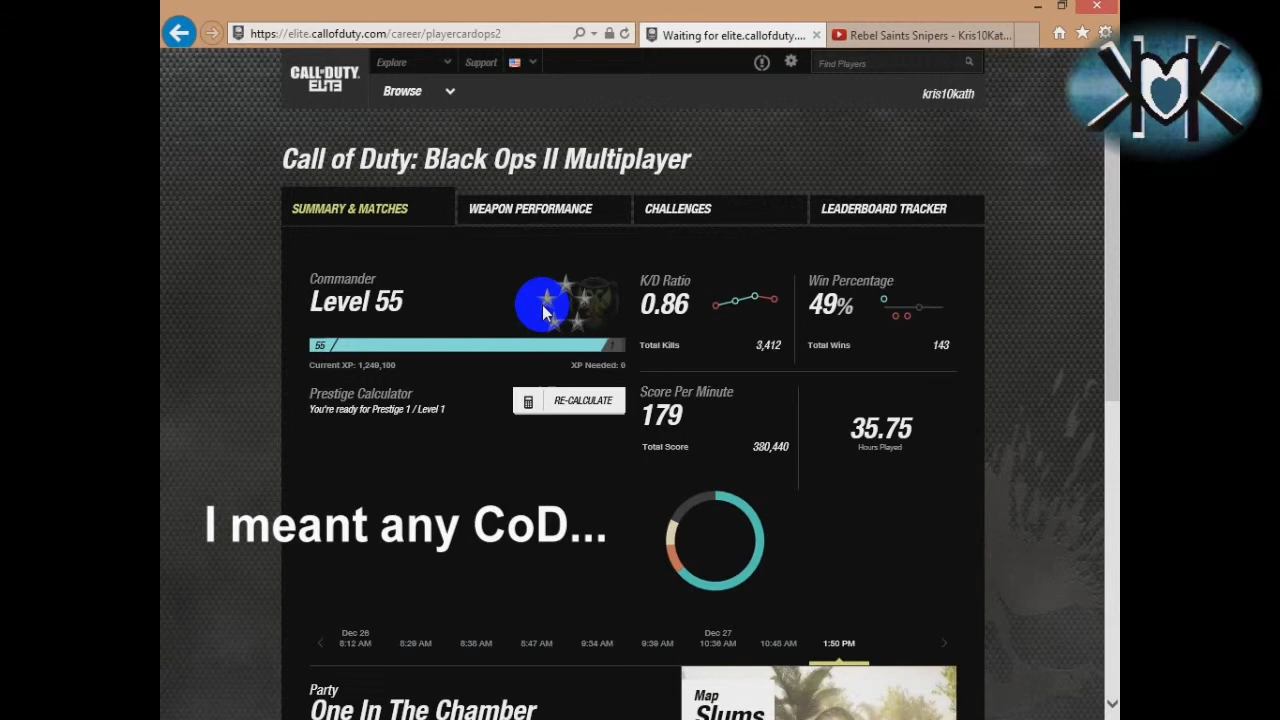 https://elite.callofduty.com/career/playercardops2
Waiting for elite.callofduty....
Rebel Saints Snipers - Kris10Kat...
CALL OF DUTY
ELITE
Explore
Support
Find Players
Browse
kris10kath
Call of Duty: Black Ops II Multiplayer
SUMMARY & MATCHES
WEAPON PERFORMANCE
CHALLENGES
LEADERBOARD TRACKER
Commander
Level 55
55
1
Current XP: 1,249,100
XP Needed: 0
Prestige Calculator
You're ready for Prestige 1 / Level 1
RE-CALCULATE
K/D Ratio
0.86
Total Kills
3,412
Win Percentage
49%
Total Wins
143
Score Per Minute
179
Total Score
380,440
35.75
Hours Played
I meant any CoD...
Dec 26
8:12 AM
8:29 AM
8:38 AM
8:47 AM
9:34 AM
9:39 AM
Dec 27
10:36 AM
10:48 AM
1:50 PM
Party
One In The Chamber
Map
Slums